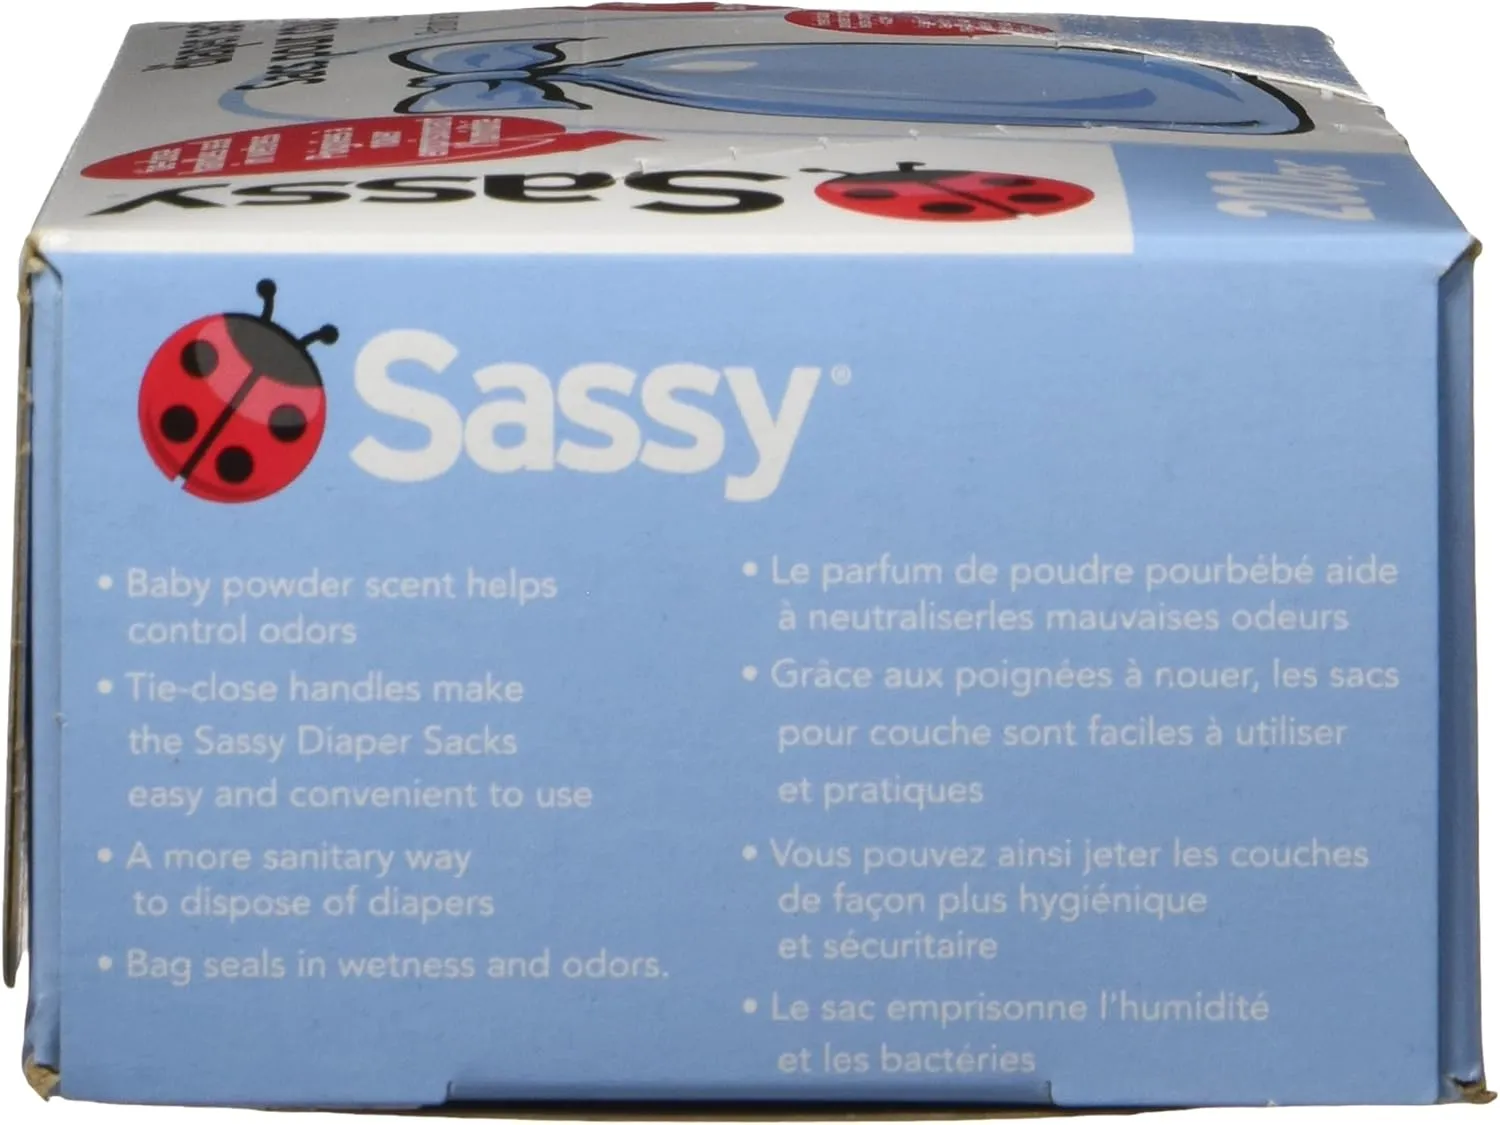 Sassy
200pk
Sassy®
• Baby powder scent helps
control odors
• Tie-close handles make
the Sassy Diaper Sacks
easy and convenient to use
• A more sanitary way
to dispose of diapers
• Bag seals in wetness and odors.
• Le parfum de poudre pourbébé aide
à neutraliserles mauvaises odeurs
• Grâce aux poignées à nouer, les sacs
pour couche sont faciles à utiliser
et pratiques
• Vous pouvez ainsi jeter les couches
de façon plus hygiénique
et sécuritaire
• Le sac emprisonne l'humidité
et les bactéries